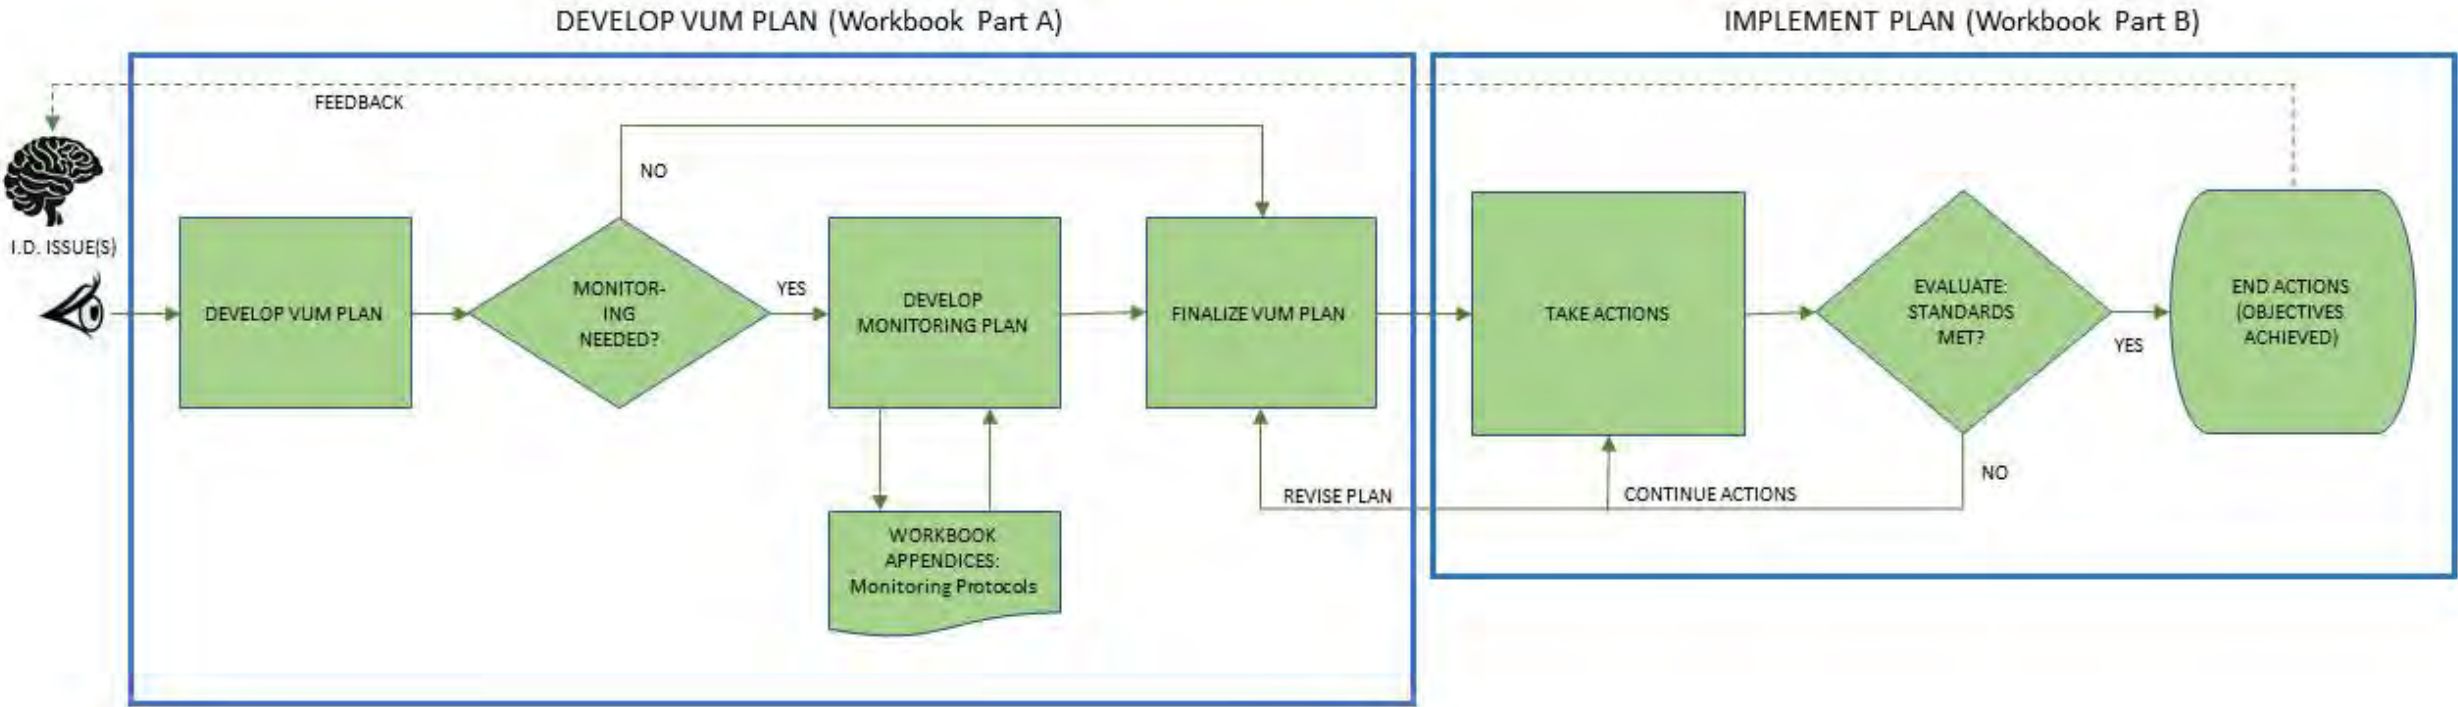 DEVELOP VUM PLAN (Workbook Part A)
IMPLEMENT PLAN (Workbook Part B)
FEEDBACK
NO
I.D. ISSUE(S)
DEVELOP VUM PLAN
MONITOR-
ING
NEEDED?
YES
DEVELOP
MONITORING PLAN
FINALIZE VUM PLAN
TAKE ACTIONS
EVALUATE:
STANDARDS
MET?
YES
END ACTIONS
(OBJECTIVES
ACHIEVED)
NO
REVISE PLAN
CONTINUE ACTIONS
WORKBOOK
APPENDICES:
Monitoring Protocols